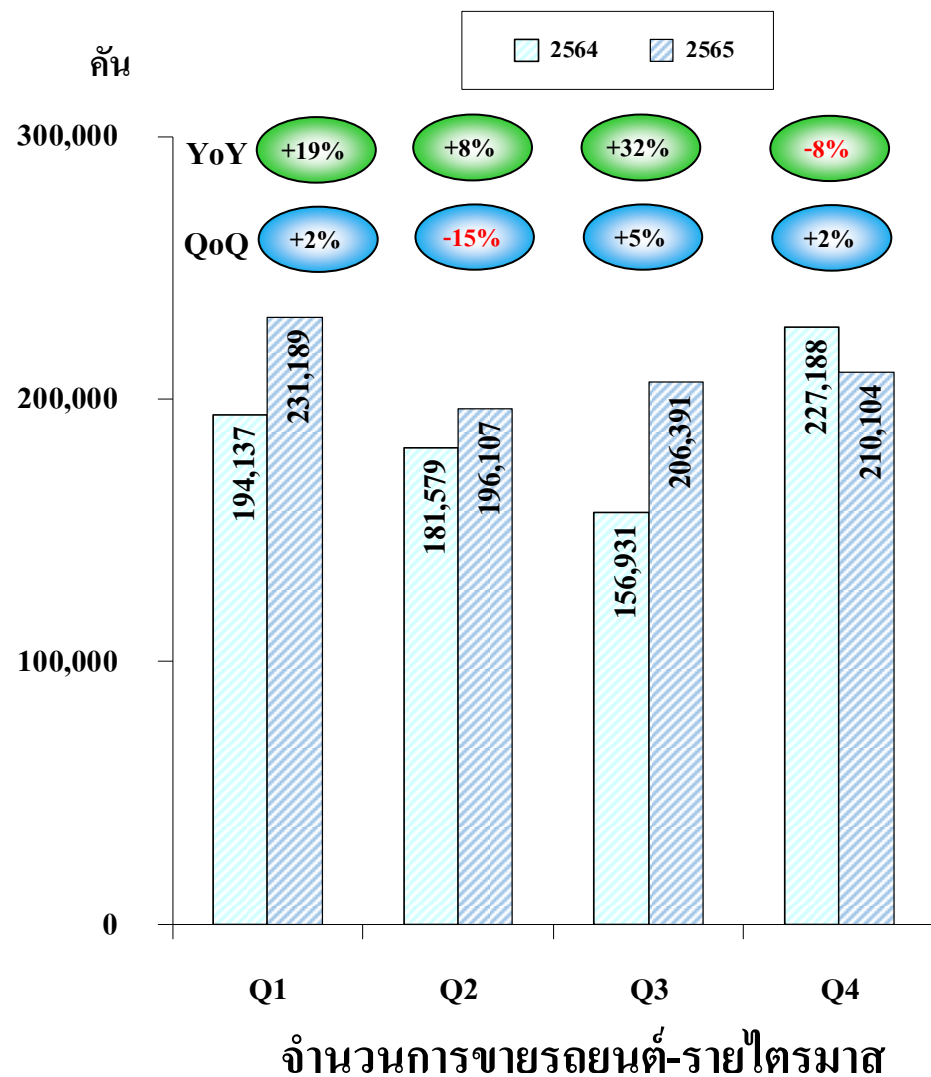 2564 2565
คัน
300,000
YoY +19% +8% +32% -8%
QoQ +2% -15% +5% +2%
200,000
194,137 231,189 181,579 196,107 156,931 206,391 227,188 210,104
100,000
0
Q1 Q2 Q3 Q4
จำนวนการขายรถยนต์-รายไตรมาส